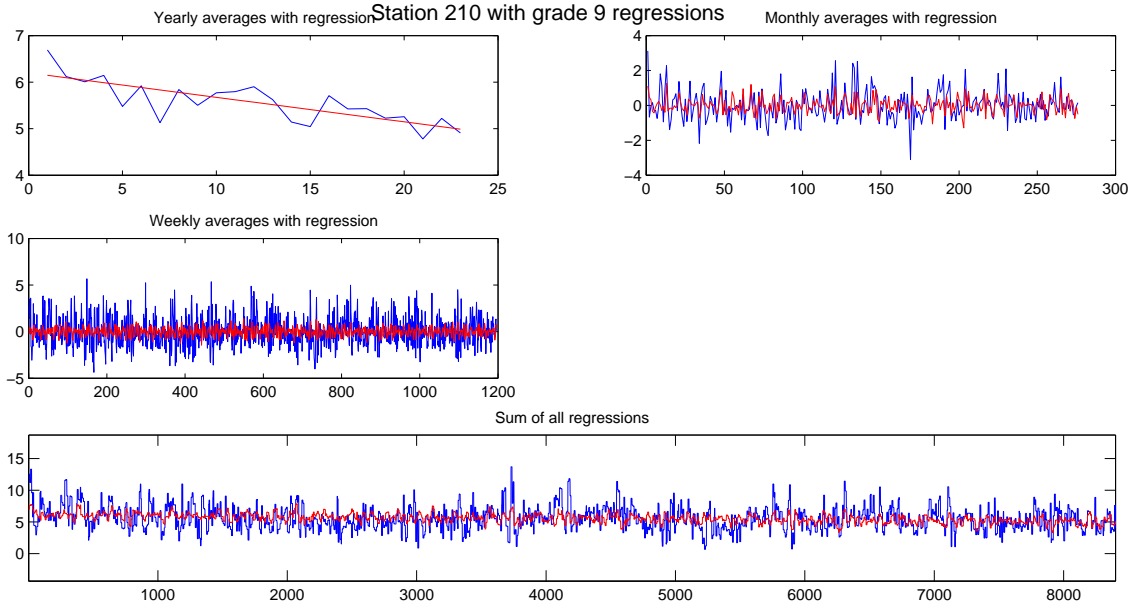 Station 210 with grade 9 regressions
Yearly averages with regression
7
6
5
4
0 5 10 15 20 25
Monthly averages with regression
4
2
0
−2
−4
0 50 100 150 200 250 300
Weekly averages with regression
10
5
0
−5
0 200 400 600 800 1000 1200
Sum of all regressions
15
10
5
0
1000 2000 3000 4000 5000 6000 7000 8000